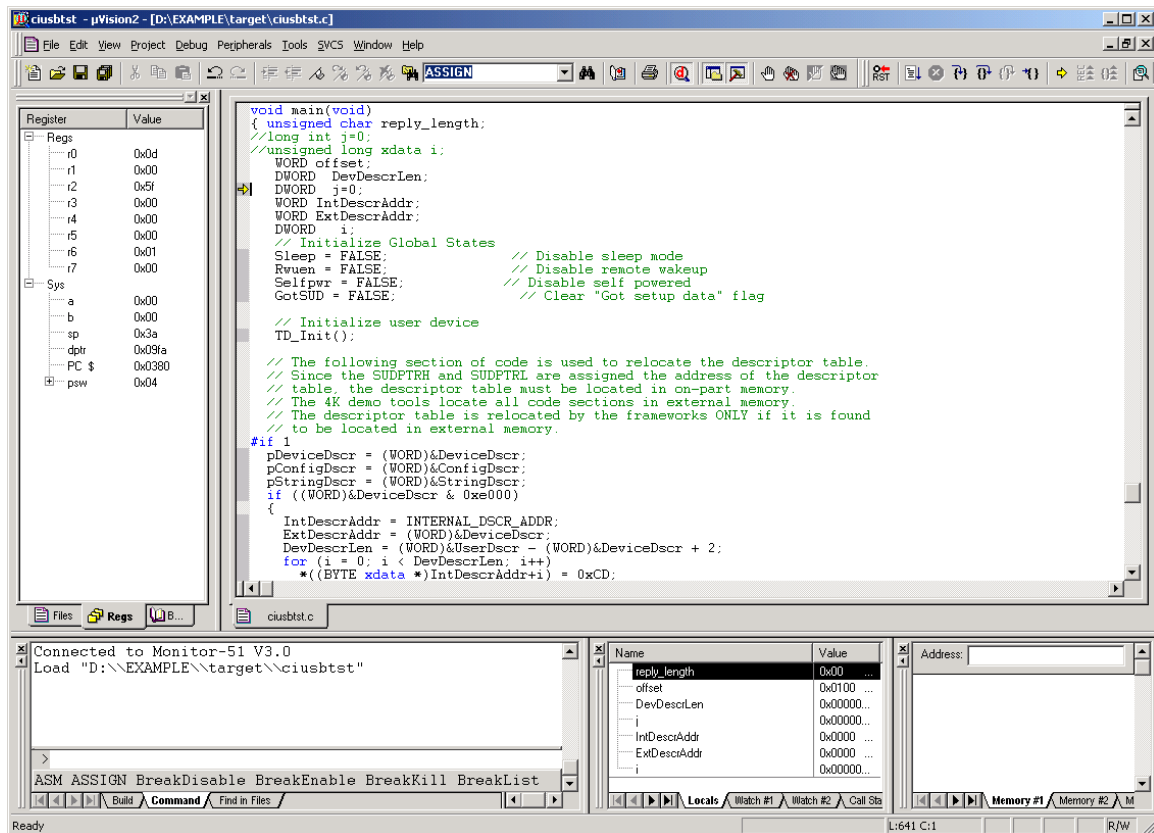 ciusbtst - µVision2 - [D:\EXAMPLE\target\ciusbtst.c]
File Edit View Project Debug Peripherals Tools SVCS Window Help
ASSIGN
RST
Register Value
Regs
r0 0x0d
r1 0x00
r2 0x5f
r3 0x00
r4 0x00
r5 0x00
r6 0x01
r7 0x00
Sys
a 0x00
b 0x00
sp 0x3a
dptr 0x09fa
PC $ 0x0380
psw 0x04
Files Regs B...
void main(void)
{ unsigned char reply_length;
//long int j=0;
//unsigned long xdata i;
WORD offset;
DWORD DevDescrLen;
DWORD j=0;
WORD IntDescrAddr;
WORD ExtDescrAddr;
DWORD i;
// Initialize Global States
Sleep = FALSE; // Disable sleep mode
Rwuen = FALSE; // Disable remote wakeup
Selfpwr = FALSE; // Disable self powered
GotSUD = FALSE; // Clear "Got setup data" flag
// Initialize user device
TD_Init();
// The following section of code is used to relocate the descriptor table.
// Since the SUDPTRH and SUDPTRL are assigned the address of the descriptor
// table, the descriptor table must be located in on-part memory.
// The 4K demo tools locate all code sections in external memory.
// The descriptor table is relocated by the frameworks ONLY if it is found
// to be located in external memory.
#if 1
pDeviceDscr = (WORD)&DeviceDscr;
pConfigDscr = (WORD)&ConfigDscr;
pStringDscr = (WORD)&StringDscr;
if ((WORD)&DeviceDscr & 0xe000)
{
IntDescrAddr = INTERNAL_DSCR_ADDR;
ExtDescrAddr = (WORD)&DeviceDscr;
DevDescrLen = (WORD)&UserDscr - (WORD)&DeviceDscr + 2;
for (i = 0; i < DevDescrLen; i++)
*((BYTE xdata *)IntDescrAddr+i) = 0xCD;
ciusbtst.c
Connected to Monitor-51 V3.0
Load "D:\\EXAMPLE\\target\\ciusbtst"
>
ASM ASSIGN BreakDisable BreakEnable BreakKill BreakList
Build Command Find in Files
Name Value
reply_length 0x00 ...
offset 0x0100 ...
DevDescrLen 0x00000...
j 0x00000...
IntDescrAddr 0x0000 ...
ExtDescrAddr 0x0000 ...
i 0x00000...
Locals Watch #1 Watch #2 Call Sta
Address:
Memory #1 Memory #2 M
Ready L:641 C:1 R/W